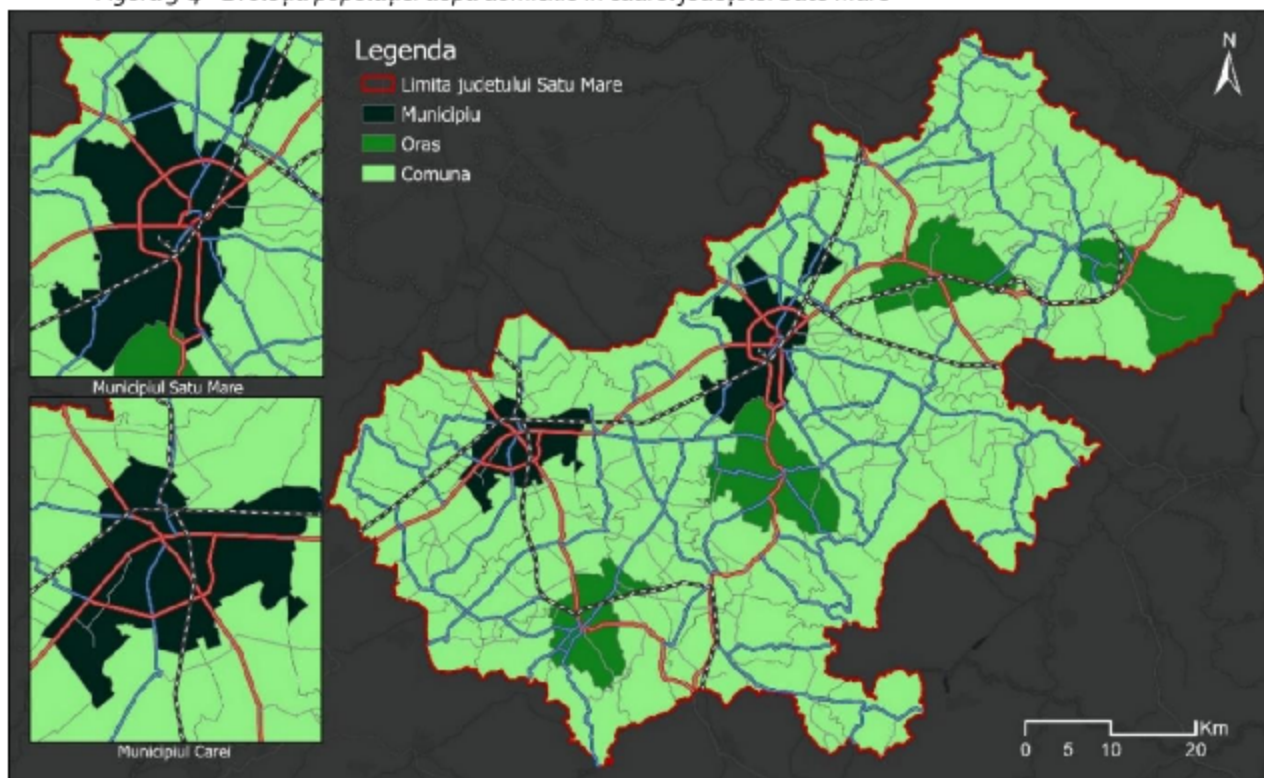 Legenda
Limita judetului Satu Mare
Municipiu
Oras
Comuna
N
Municipiul Satu Mare
Municipiul Carei
Km
0 5 10 20